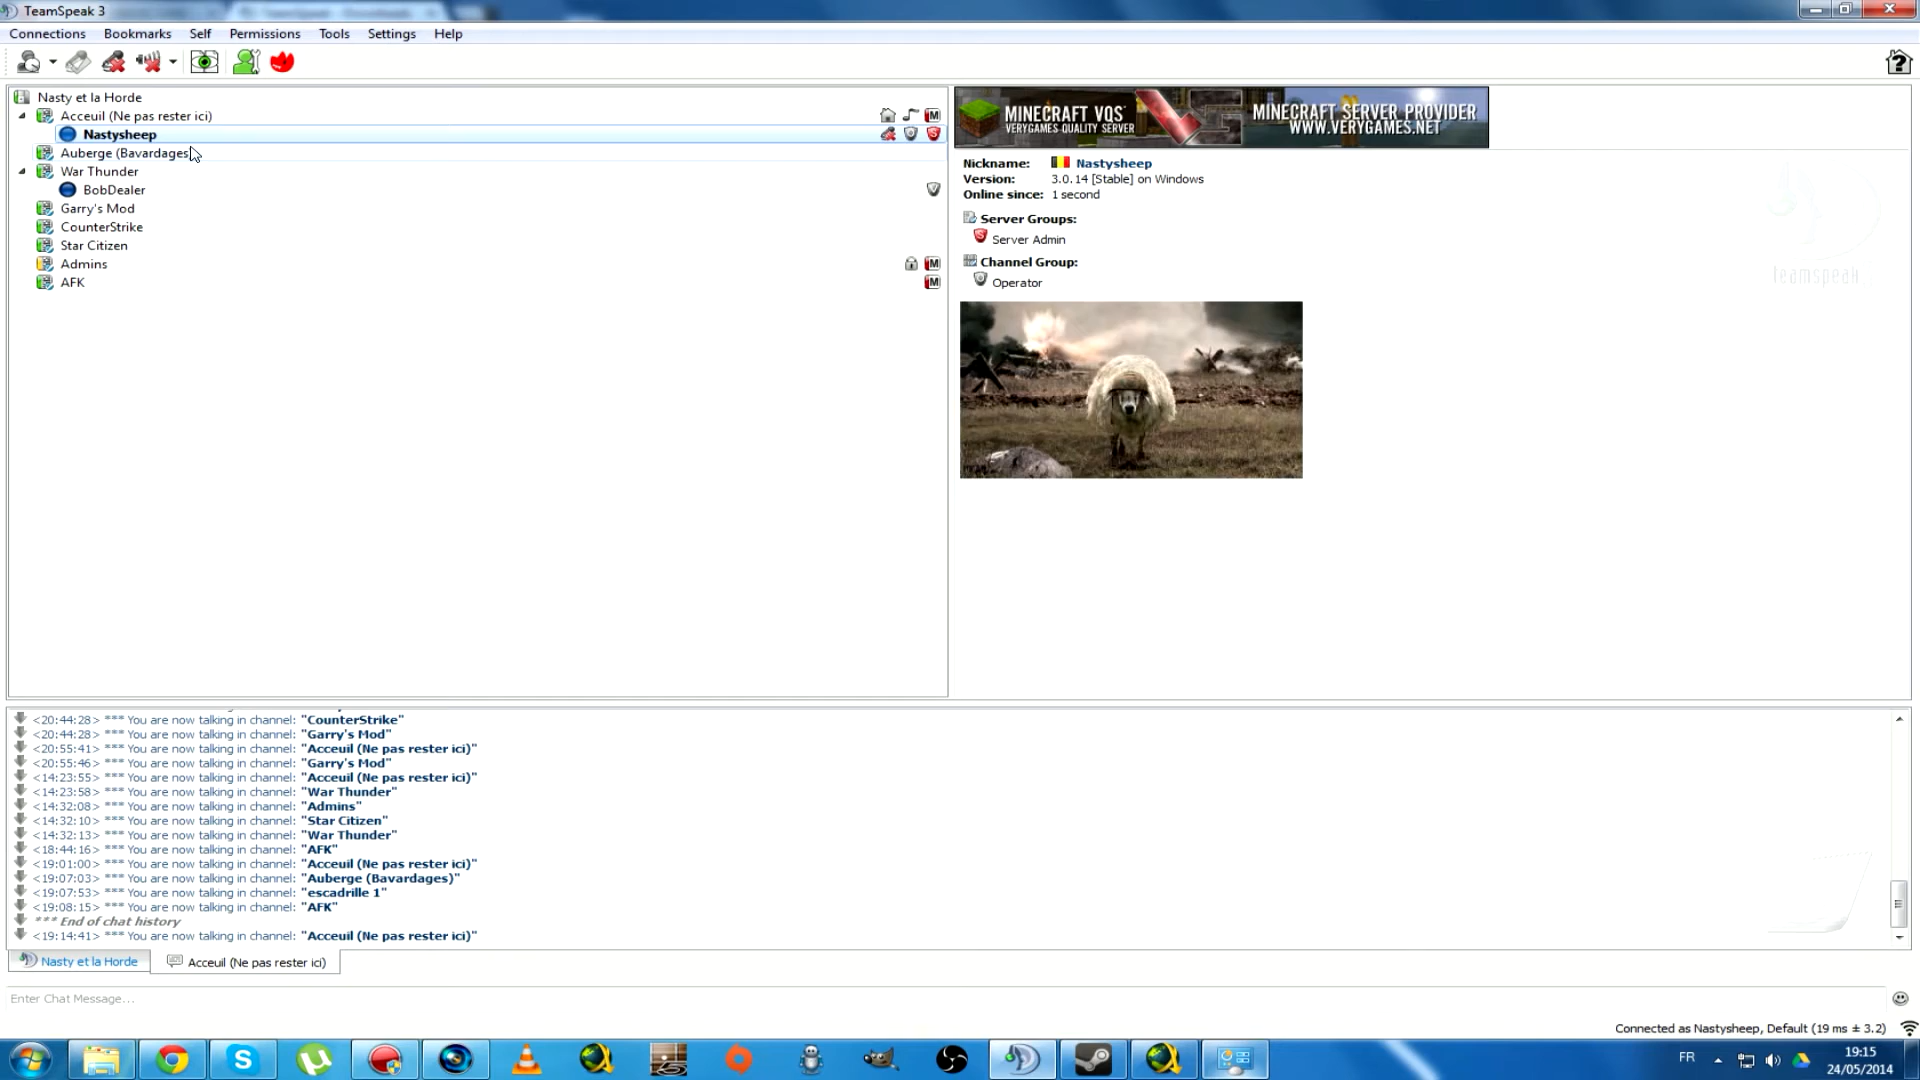 TeamSpeak 3
Connections Bookmarks Self Permissions Tools Settings Help
Nasty et la Horde
Acceuil (Ne pas rester ici)
Nastysheep
Auberge (Bavardages)
War Thunder
BobDealer
Garry's Mod
CounterStrike
Star Citizen
Admins
AFK
MINECRAFT VQS
VERYGAMES QUALITY SERVER
MINECRAFT SERVER PROVIDER
WWW.VERYGAMES.NET
Nickname: Nastysheep
Version: 3.0.14 [Stable] on Windows
Online since: 1 second
Server Groups:
Server Admin
Channel Group:
Operator
teamspeak
<20:44:28> *** You are now talking in channel: "CounterStrike"
<20:44:28> *** You are now talking in channel: "Garry's Mod"
<20:55:41> *** You are now talking in channel: "Acceuil (Ne pas rester ici)"
<20:55:46> *** You are now talking in channel: "Garry's Mod"
<14:23:55> *** You are now talking in channel: "Acceuil (Ne pas rester ici)"
<14:23:58> *** You are now talking in channel: "War Thunder"
<14:32:08> *** You are now talking in channel: "Admins"
<14:32:10> *** You are now talking in channel: "Star Citizen"
<14:32:13> *** You are now talking in channel: "War Thunder"
<18:44:16> *** You are now talking in channel: "AFK"
<19:01:00> *** You are now talking in channel: "Acceuil (Ne pas rester ici)"
<19:07:03> *** You are now talking in channel: "Auberge (Bavardages)"
<19:07:53> *** You are now talking in channel: "escadrille 1"
<19:08:15> *** You are now talking in channel: "AFK"
*** End of chat history
<19:14:41> *** You are now talking in channel: "Acceuil (Ne pas rester ici)"
Nasty et la Horde Acceuil (Ne pas rester ici)
Enter Chat Message...
Connected as Nastysheep, Default (19 ms ± 3.2)
FR 19:15
24/05/2014